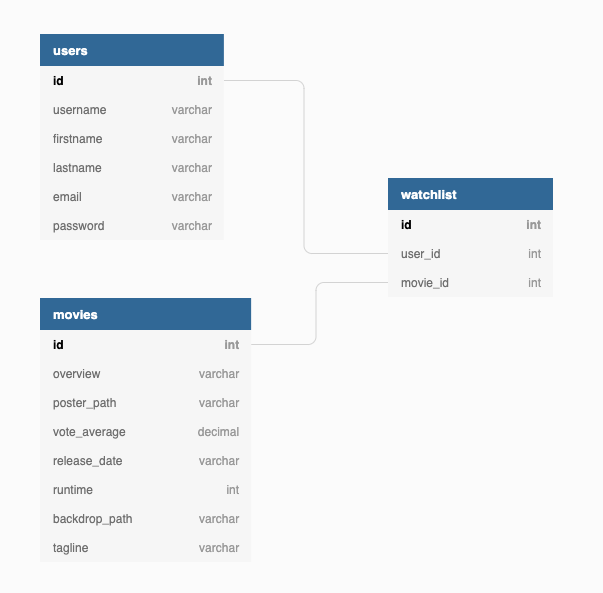 users
id int
username varchar
firstname varchar
lastname varchar
email varchar
password varchar
watchlist
id int
user_id int
movie_id int
movies
id int
overview varchar
poster_path varchar
vote_average decimal
release_date varchar
runtime int
backdrop_path varchar
tagline varchar